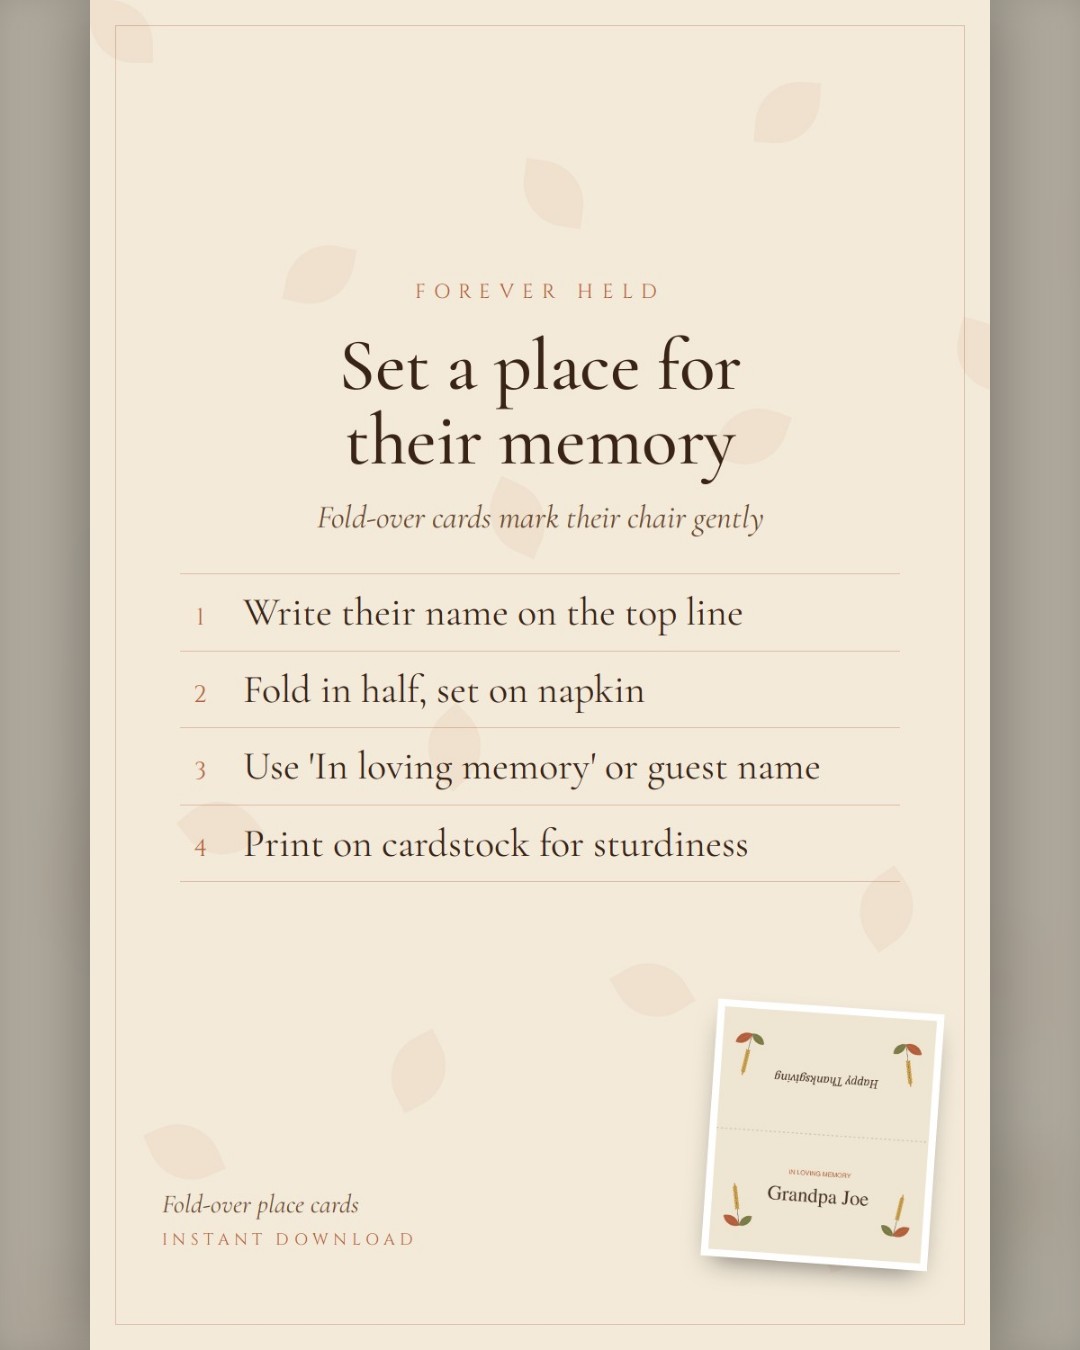 FOREVER HELD
Set a place for
their memory
Fold-over cards mark their chair gently
1 Write their name on the top line
2 Fold in half, set on napkin
3 Use 'In loving memory' or guest name
4 Print on cardstock for sturdiness
Happy Thanksgiving
IN LOVING MEMORY
Grandpa Joe
Fold-over place cards
INSTANT DOWNLOAD